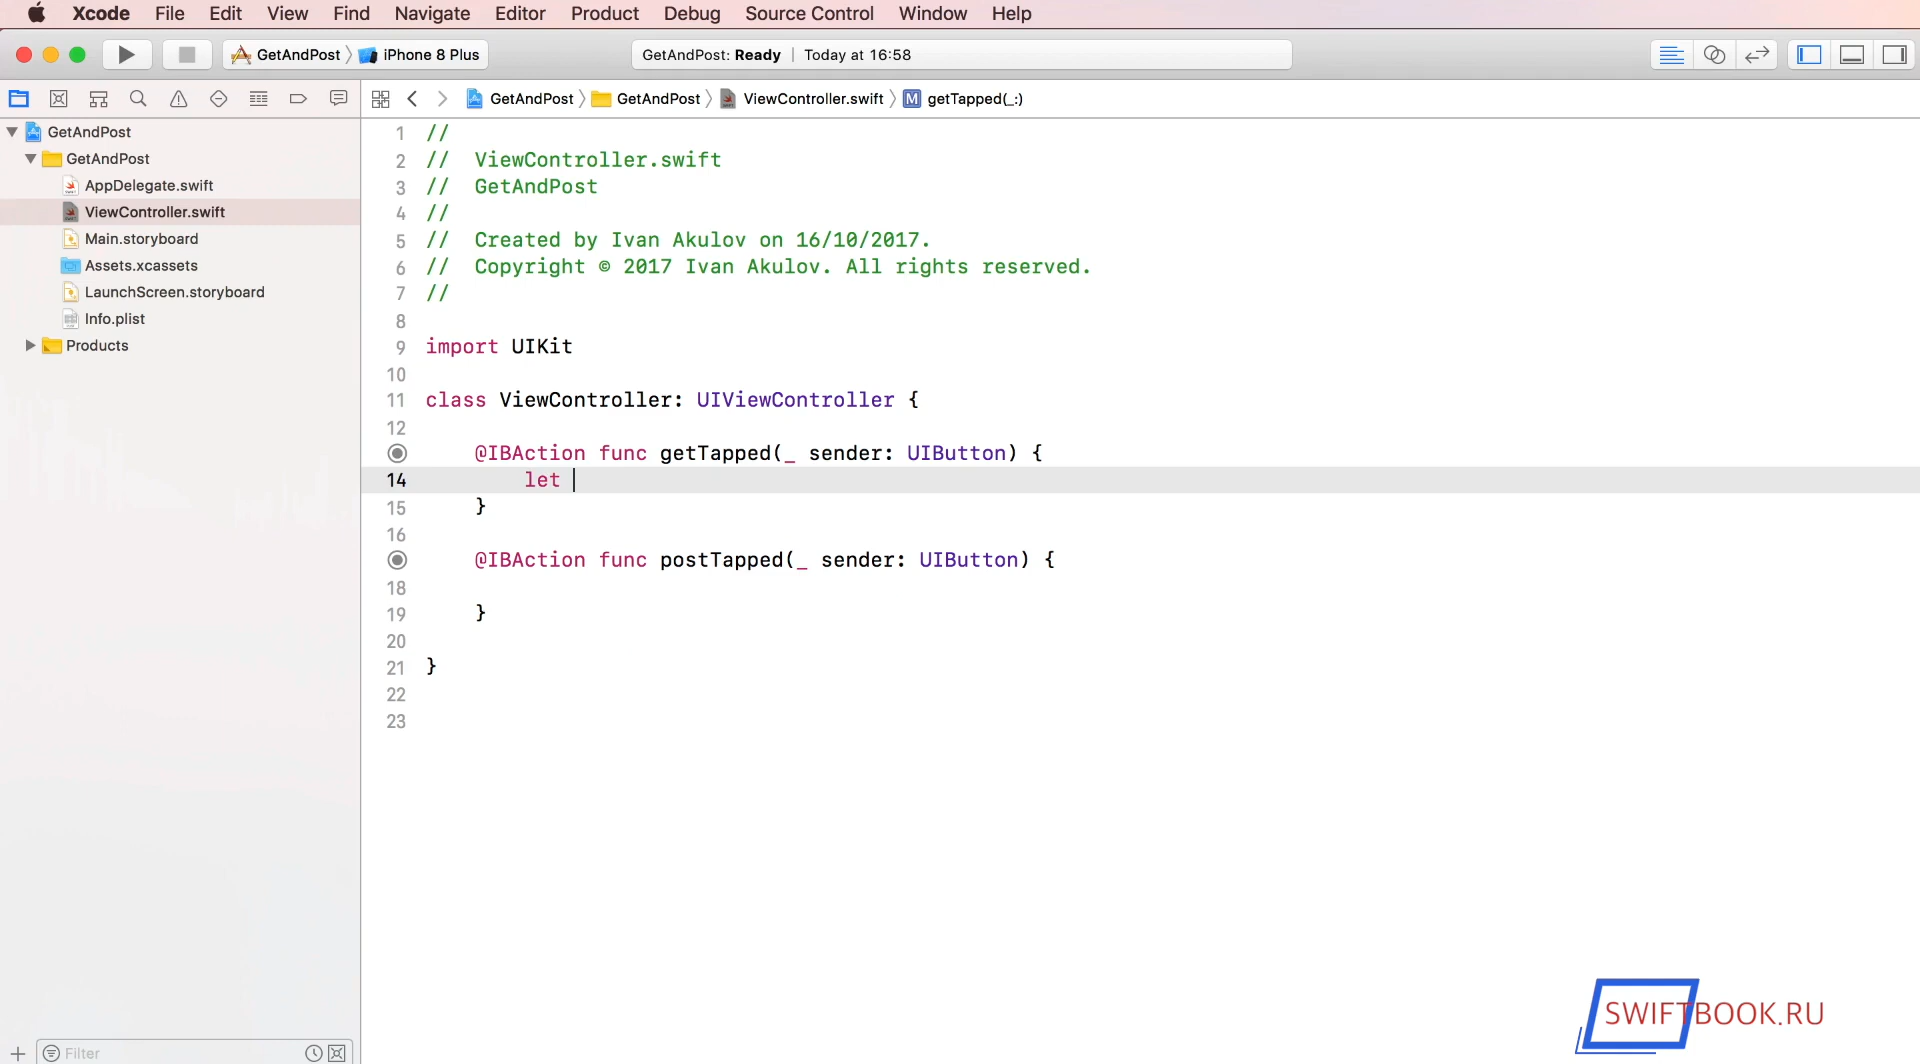 Xcode File Edit View Find Navigate Editor Product Debug Source Control Window Help
GetAndPost iPhone 8 Plus GetAndPost: Ready Today at 16:58
GetAndPost GetAndPost ViewController.swift M getTapped(_:)
GetAndPost
GetAndPost
AppDelegate.swift
ViewController.swift
Main.storyboard
Assets.xcassets
LaunchScreen.storyboard
Info.plist
Products
1 //
2 // ViewController.swift
3 // GetAndPost
4 //
5 // Created by Ivan Akulov on 16/10/2017.
6 // Copyright © 2017 Ivan Akulov. All rights reserved.
7 //
8
9 import UIKit
10
11 class ViewController: UIViewController {
12
@IBAction func getTapped(_ sender: UIButton) {
14 let
15 }
16
@IBAction func postTapped(_ sender: UIButton) {
18
19 }
20
21 }
22
23
Filter
SWIFTBOOK.RU